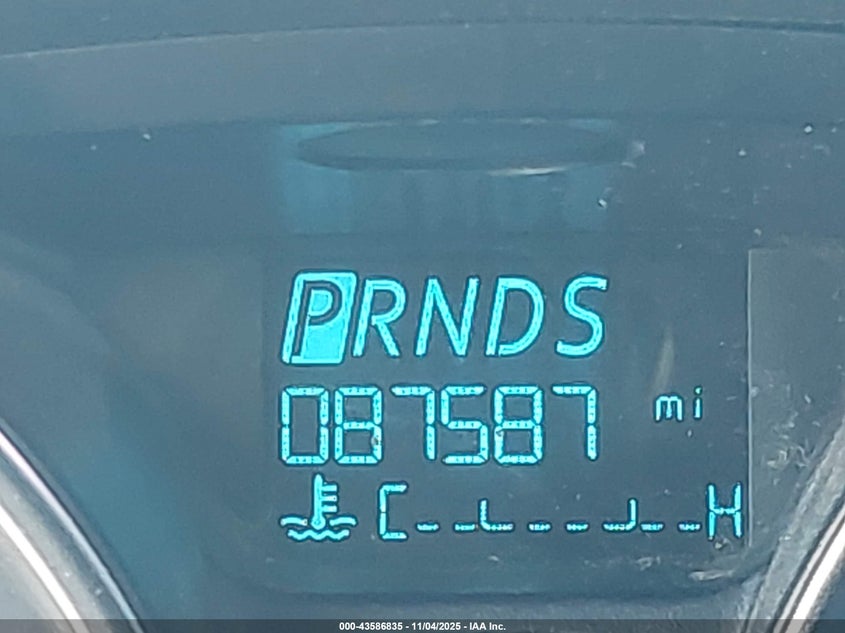 PRNDS
087587 mi
C H
000-43586835 - 11/04/2025 - IAA Inc.